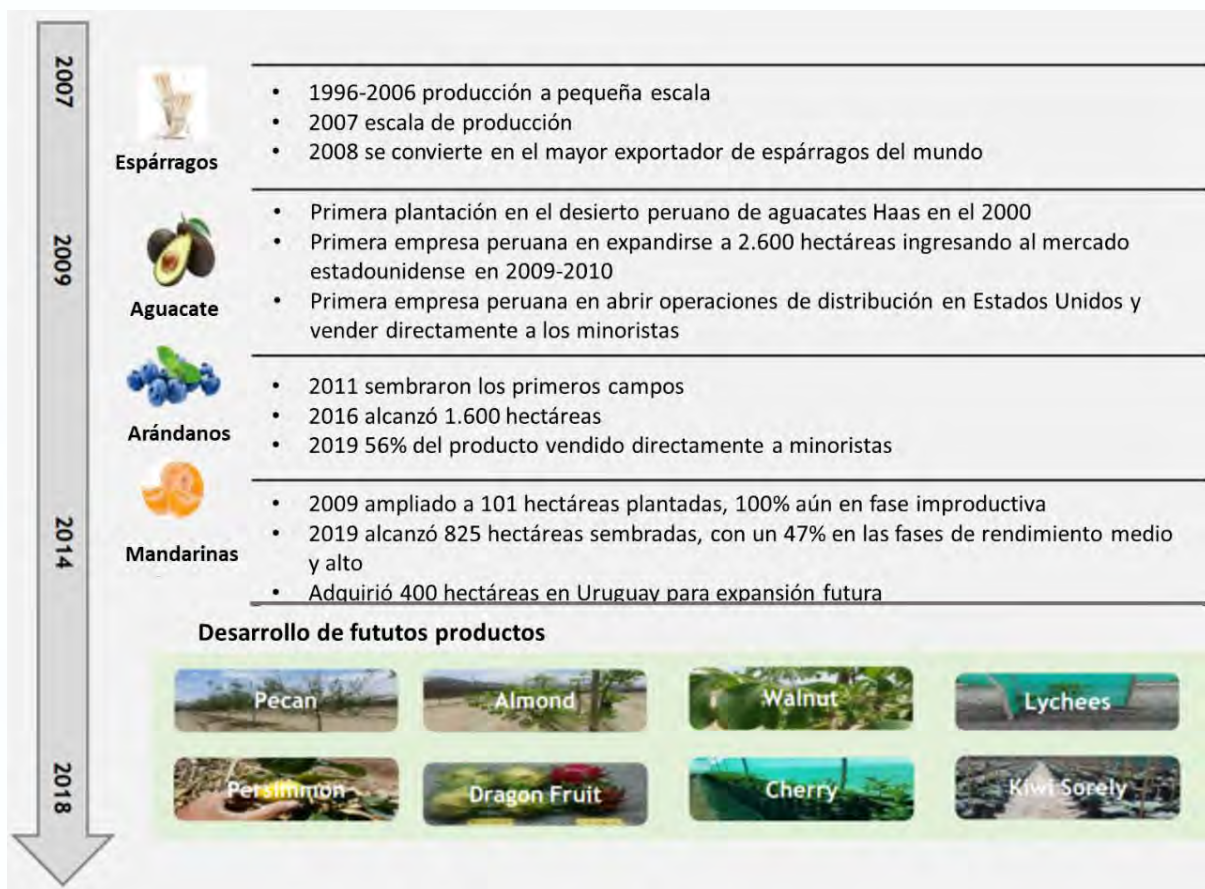 2007
Espárragos
• 1996-2006 producción a pequeña escala
• 2007 escala de producción
• 2008 se convierte en el mayor exportador de espárragos del mundo
2009
Aguacate
• Primera plantación en el desierto peruano de aguacates Haas en el 2000
• Primera empresa peruana en expandirse a 2.600 hectáreas ingresando al mercado
estadounidense en 2009-2010
• Primera empresa peruana en abrir operaciones de distribución en Estados Unidos y
vender directamente a los minoristas
Arándanos
• 2011 sembraron los primeros campos
• 2016 alcanzó 1.600 hectáreas
• 2019 56% del producto vendido directamente a minoristas
2014
Mandarinas
• 2009 ampliado a 101 hectáreas plantadas, 100% aún en fase improductiva
• 2019 alcanzó 825 hectáreas sembradas, con un 47% en las fases de rendimiento medio
y alto
• Adquirió 400 hectáreas en Uruguay para expansión futura
Desarrollo de fututos productos
Pecan
Almond
Walnut
Lychees
2018
Persimmon
Dragon Fruit
Cherry
Kiwi Sorely